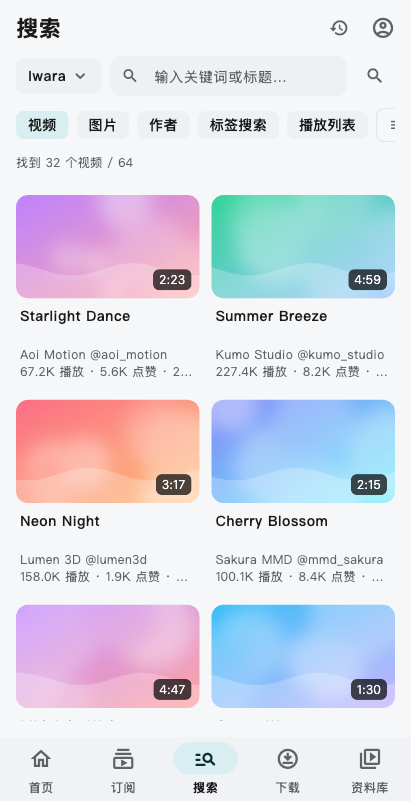 搜索
Iwara
输入关键词或标题...
视频 图片 作者 标签搜索 播放列表
找到 32 个视频 / 64
2:23
4:59
Starlight Dance
Summer Breeze
Aoi Motion @aoi_motion
67.2K 播放 · 5.6K 点赞 · 2...
Kumo Studio @kumo_studio
227.4K 播放 · 8.2K 点赞 · ...
3:17
2:15
Neon Night
Cherry Blossom
Lumen 3D @lumen3d
158.0K 播放 · 1.9K 点赞 · ...
Sakura MMD @mmd_sakura
100.1K 播放 · 8.4K 点赞 · ...
4:47
1:30
首页 订阅 搜索 下载 资料库